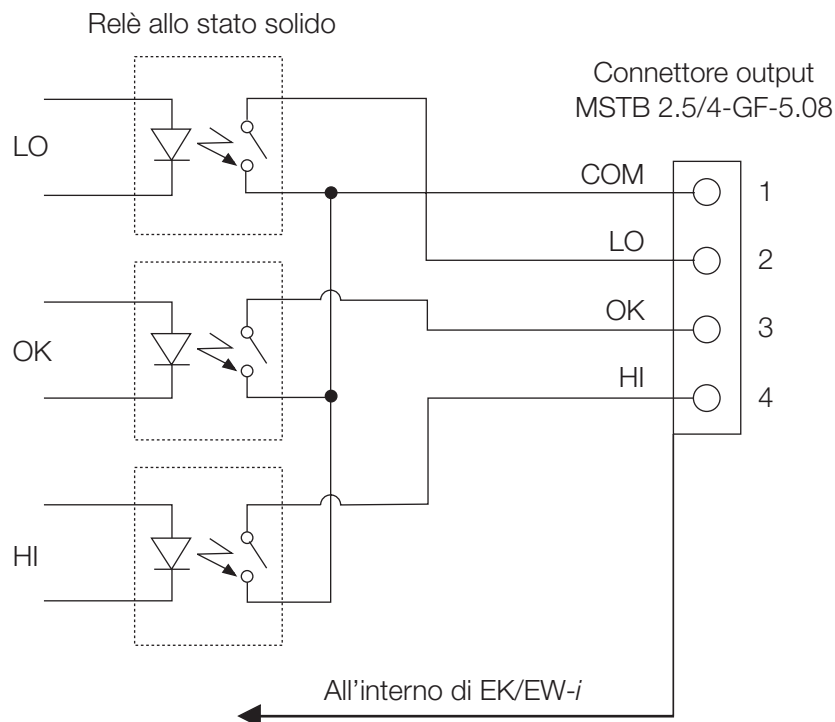 Relè allo stato solido
Connettore output
MSTB 2.5/4-GF-5.08
LO
COM
1
LO
2
OK
OK
3
HI
4
HI
All'interno di EK/EW-i